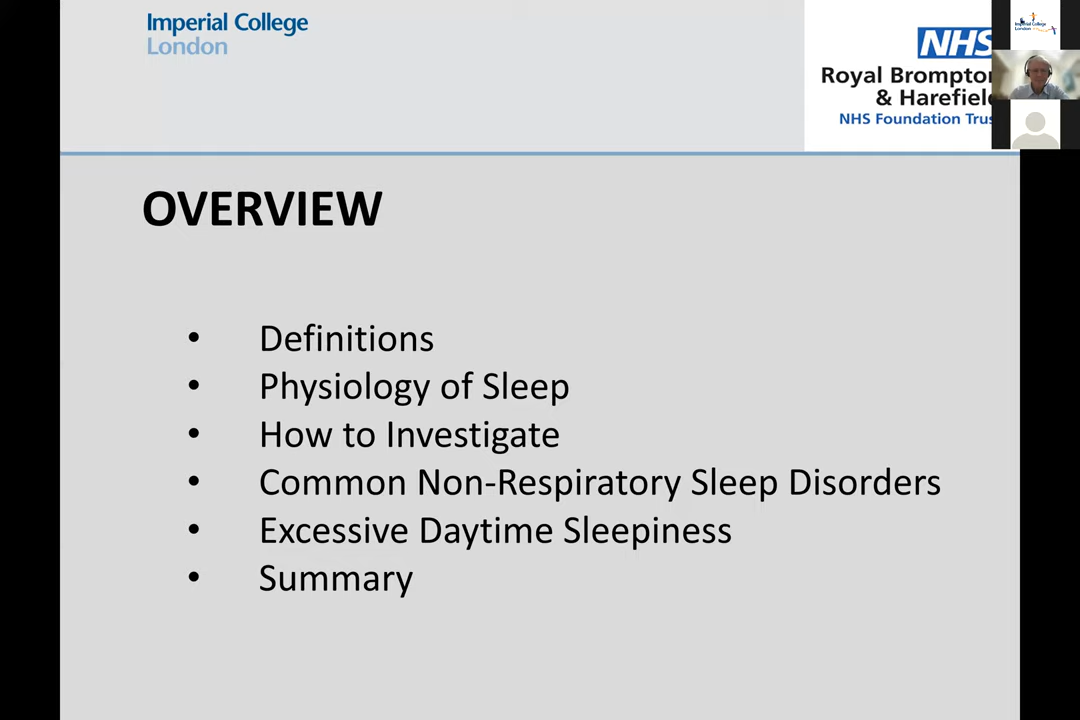 Imperial College
London
NHS
Royal Brompton
& Harefield
NHS Foundation Trus
OVERVIEW
• Definitions
• Physiology of Sleep
• How to Investigate
• Common Non-Respiratory Sleep Disorders
• Excessive Daytime Sleepiness
• Summary